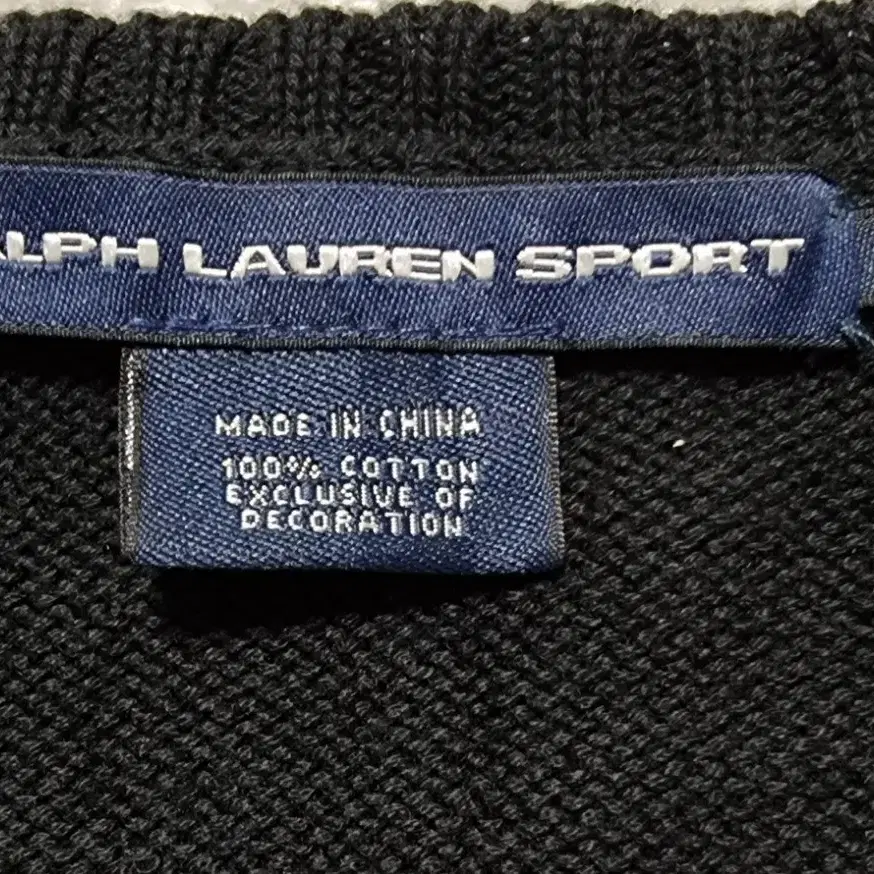 ALPH LAUREN SPORT
MADE IN CHINA
100% COTTON
EXCLUSIVE OF
DECORATION